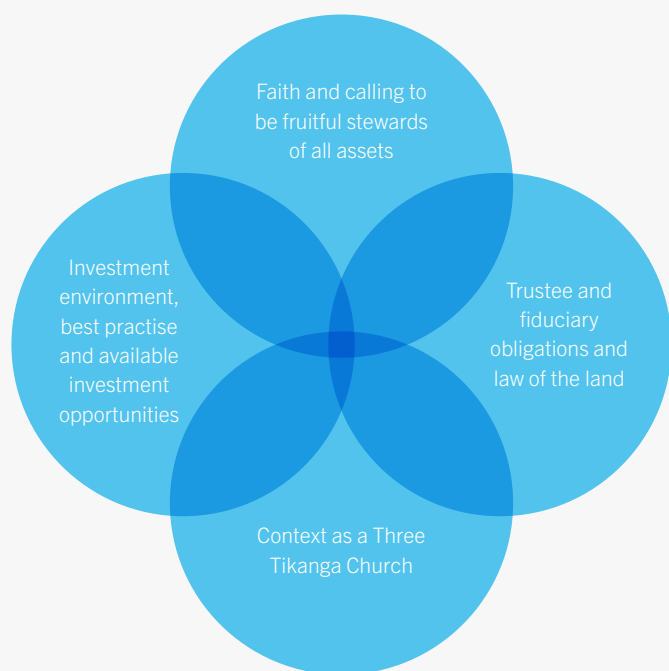 Faith and calling to
be fruitful stewards
of all assets
Investment
environment,
best practise
and available
investment
opportunities
Trustee and
fiduciary
obligations and
law of the land
Context as a Three
Tikanga Church